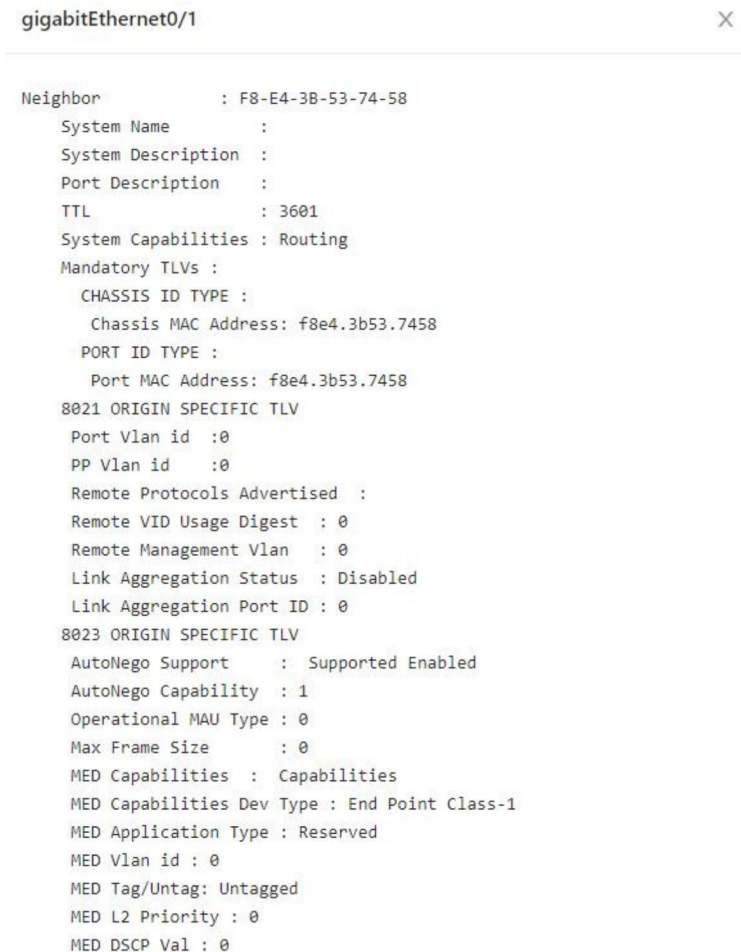 gigabitEthernet0/1 X
Neighbor : F8-E4-3B-53-74-58
System Name :
System Description :
Port Description :
TTL : 3601
System Capabilities : Routing
Mandatory TLVs :
CHASSIS ID TYPE :
Chassis MAC Address: f8e4.3b53.7458
PORT ID TYPE :
Port MAC Address: f8e4.3b53.7458
8021 ORIGIN SPECIFIC TLV
Port Vlan id :0
PP Vlan id :0
Remote Protocols Advertised :
Remote VID Usage Digest : 0
Remote Management Vlan : 0
Link Aggregation Status : Disabled
Link Aggregation Port ID : 0
8023 ORIGIN SPECIFIC TLV
AutoNego Support : Supported Enabled
AutoNego Capability : 1
Operational MAU Type : 0
Max Frame Size : 0
MED Capabilities : Capabilities
MED Capabilities Dev Type : End Point Class-1
MED Application Type : Reserved
MED Vlan id : 0
MED Tag/Untag: Untagged
MED L2 Priority : 0
MED DSCP Val : 0